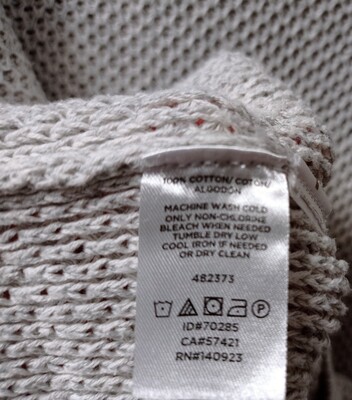 100% COTTON/ COTON/
ALGODON
MACHINE WASH COLD
ONLY NON-CHLORINE
BLEACH WHEN NEEDED
TUMBLE DRY LOW
COOL IRON IF NEEDED
OR DRY CLEAN
482373
P
ID#70285
CA#57421
RN#140923